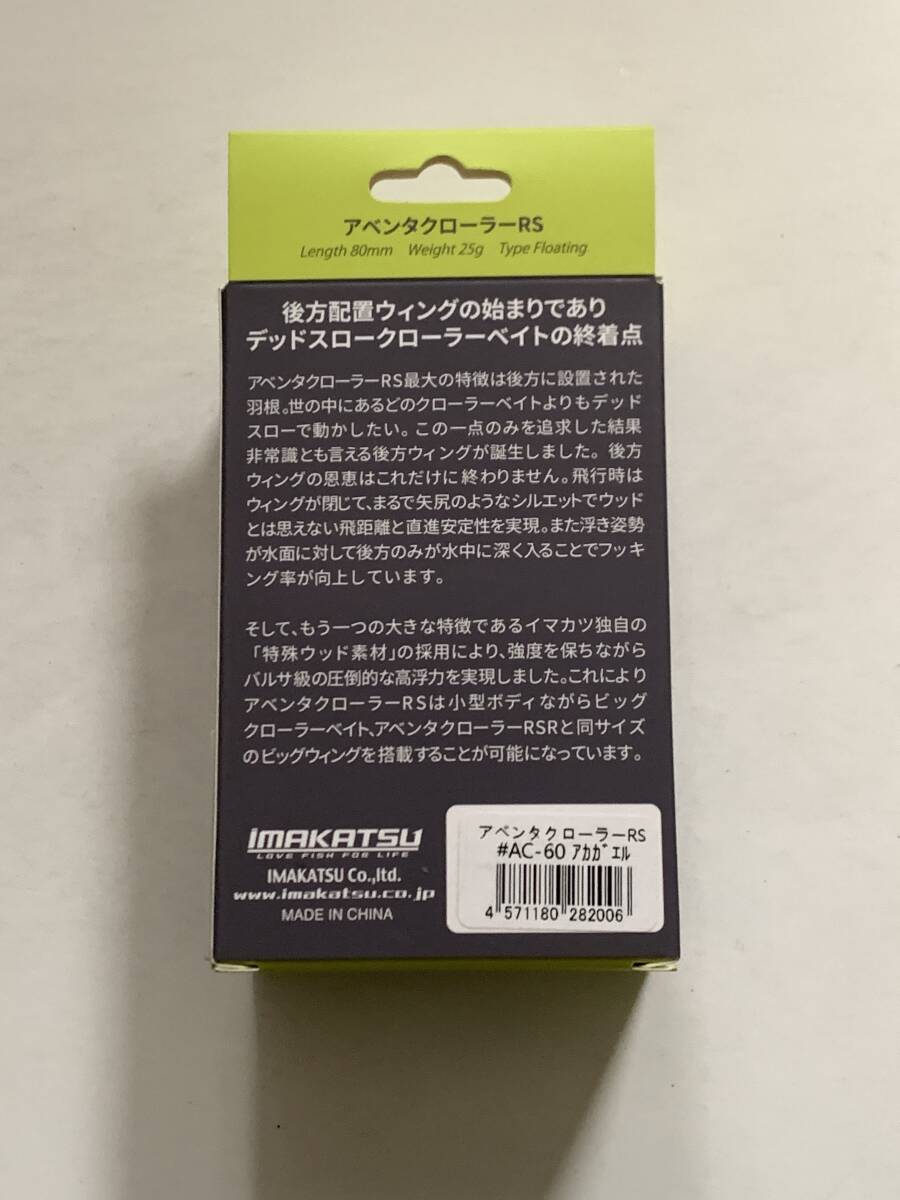 アベンタクローラーRS
Length 80mm Weight 25g Type Floating
後方配置ウィングの始まりであり
デッドスロークローラーベイトの終着点
アベンタクローラーRS最大の特徴は後方に設置された
羽根。世の中にあるどのクローラーベイトよりもデッド
スローで動かしたい。この一点のみを追求した結果
非常識とも言える後方ウィングが誕生しました。後方
ウィングの恩恵はこれだけに終わりません。飛行時は
ウィングが閉じて、まるで矢尻のようなシルエットでウッド
とは思えない飛距離と直進安定性を実現。また浮き姿勢
が水面に対して後方のみが水中に深く入ることでフッキ
ング率が向上しています。
そして、もう一つの大きな特徴であるイマカツ独自の
「特殊ウッド素材」の採用により、強度を保ちながら
バルサ級の圧倒的な高浮力を実現しました。これにより
アベンタクローラーRSは小型ボディながらビッグ
クローラーベイト、アベンタクローラーRSRと同サイズ
のビッグウィングを搭載することが可能になっています。
IMAKATSU
LOVE FISH FOR LIFE
IMAKATSU Co.,ltd.
www.imakatsu.co.jp
MADE IN CHINA
アベンタクローラーRS
#AC-60 アカガエル
4 571180 282006